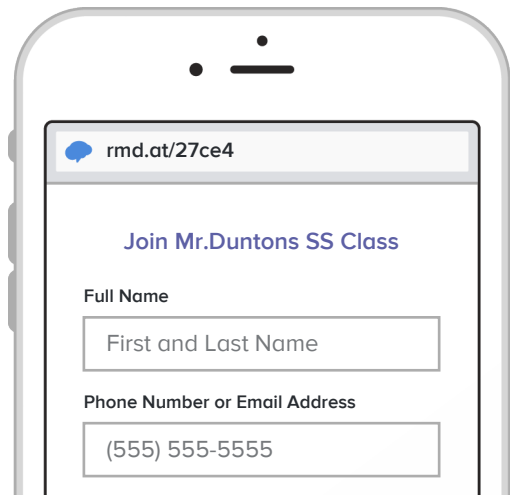 rmd.at/27ce4
Join Mr.Duntons SS Class
Full Name
First and Last Name
Phone Number or Email Address
(555) 555-5555